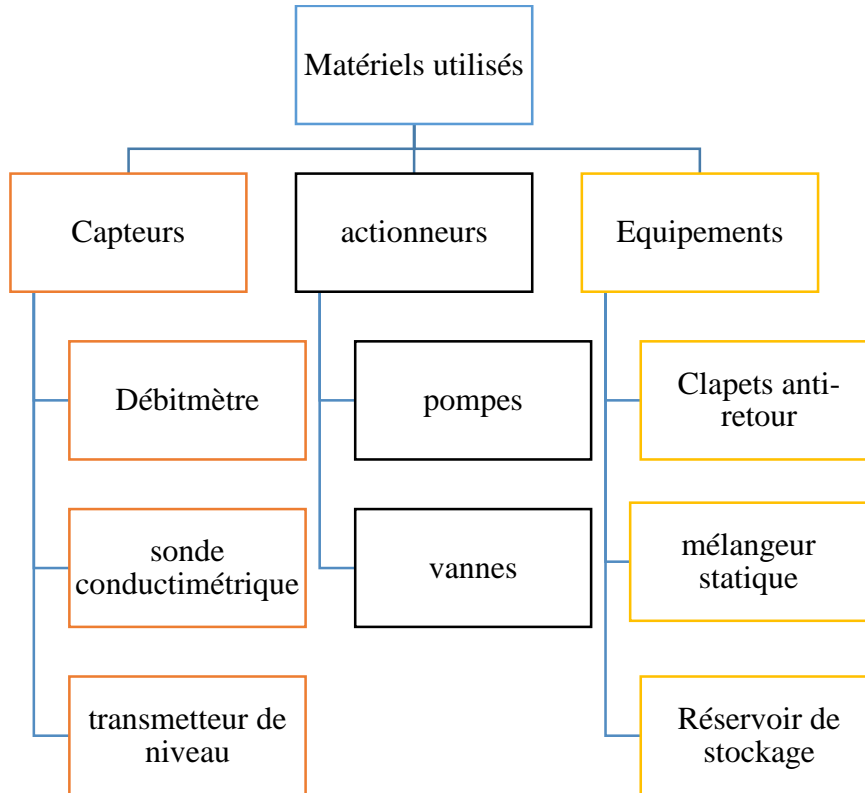 Matériels utilisés
Capteurs
actionneurs
Equipements
Débitmètre
pompes
Clapets anti-
retour
sonde
conductimétrique
vannes
mélangeur
statique
transmetteur de
niveau
Réservoir de
stockage